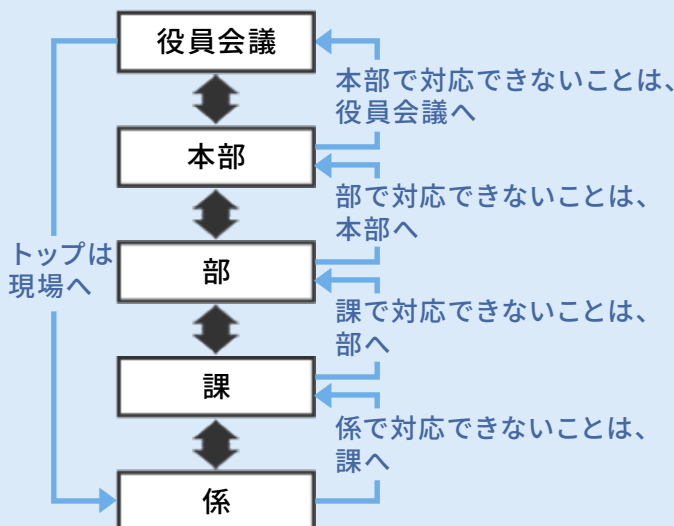 役員会議
本部で対応できないことは、
役員会議へ
本部
部で対応できないことは、
本部へ
トップは
現場へ
部
課で対応できないことは、
部へ
課
係で対応できないことは、
課へ
係